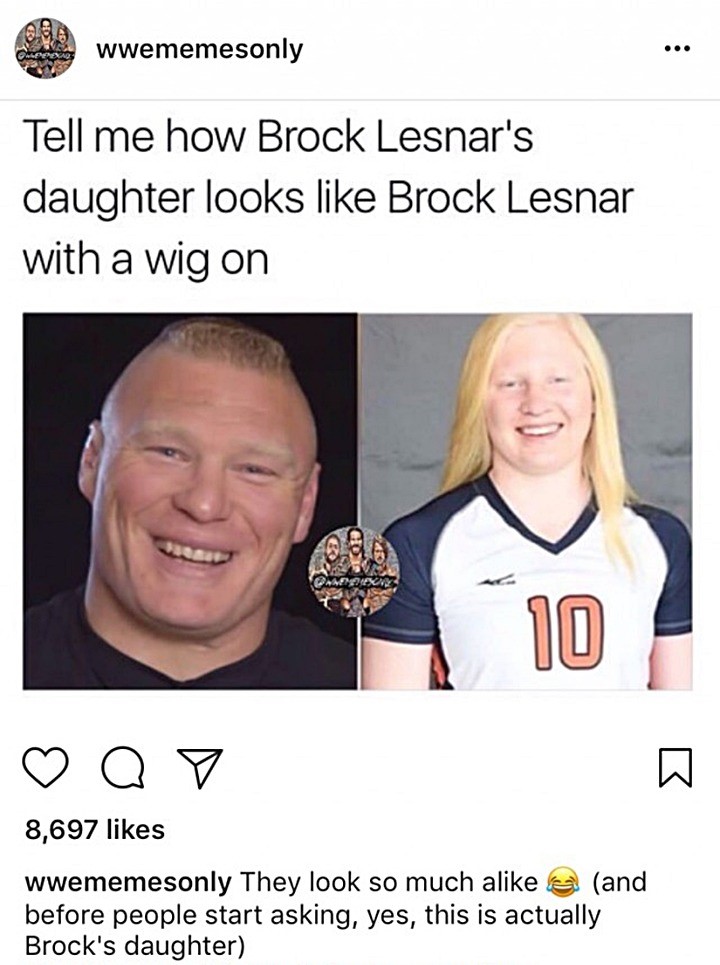 wwememesonly
Tell me how Brock Lesnar's
daughter looks like Brock Lesnar
with a wig on
10
8,697 likes
wwememesonly They look so much alike 😂 (and
before people start asking, yes, this is actually
Brock's daughter)